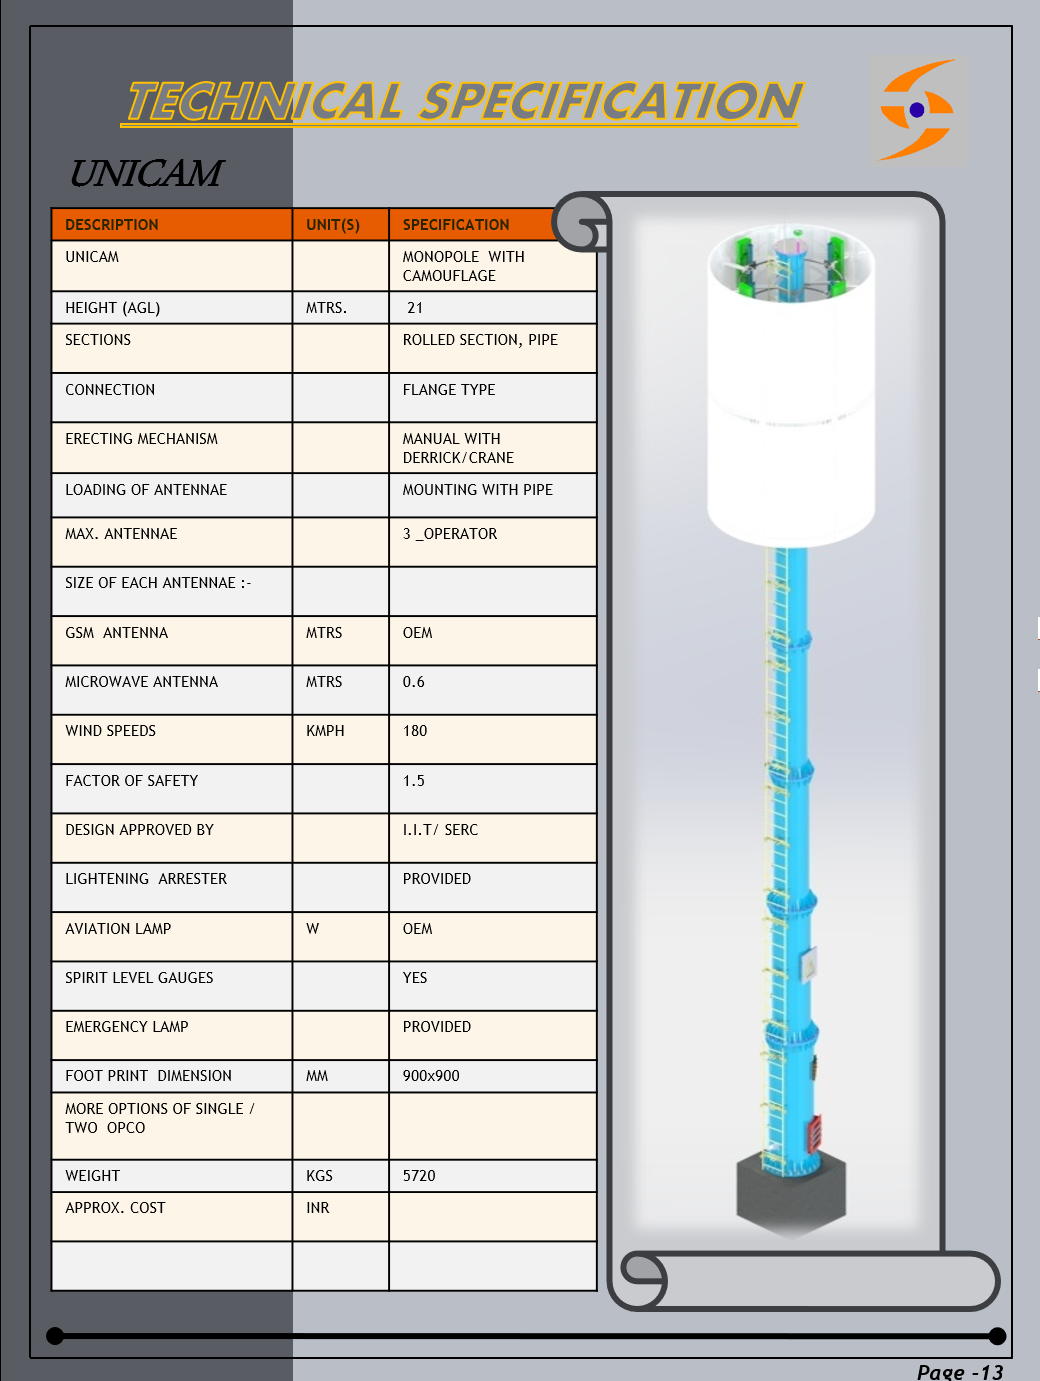 TECHNICAL SPECIFICATION
UNICAM
DESCRIPTION UNIT(S) SPECIFICATION
UNICAM MONOPOLE WITH
CAMOUFLAGE
HEIGHT (AGL) MTRS. 21
SECTIONS ROLLED SECTION, PIPE
CONNECTION FLANGE TYPE
ERECTING MECHANISM MANUAL WITH
DERRICK/CRANE
LOADING OF ANTENNAE MOUNTING WITH PIPE
MAX. ANTENNAE 3 _OPERATOR
SIZE OF EACH ANTENNAE :-
GSM ANTENNA MTRS OEM
MICROWAVE ANTENNA MTRS 0.6
WIND SPEEDS KMPH 180
FACTOR OF SAFETY 1.5
DESIGN APPROVED BY I.I.T/ SERC
LIGHTENING ARRESTER PROVIDED
AVIATION LAMP W OEM
SPIRIT LEVEL GAUGES YES
EMERGENCY LAMP PROVIDED
FOOT PRINT DIMENSION MM 900x900
MORE OPTIONS OF SINGLE /
TWO OPCO
WEIGHT KGS 5720
APPROX. COST INR
Page -13